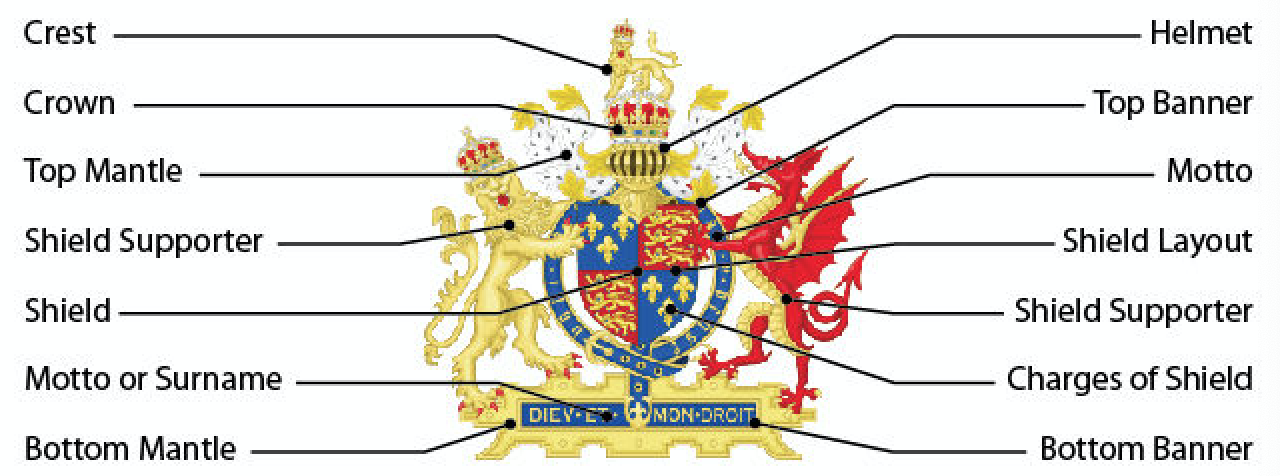 Crest
Helmet
Crown
Top Banner
Top Mantle
Motto
Shield Supporter
Shield Layout
Shield
Shield Supporter
Motto or Surname
Charges of Shield
DIEV·ET· MON·DROIT
Bottom Mantle
Bottom Banner